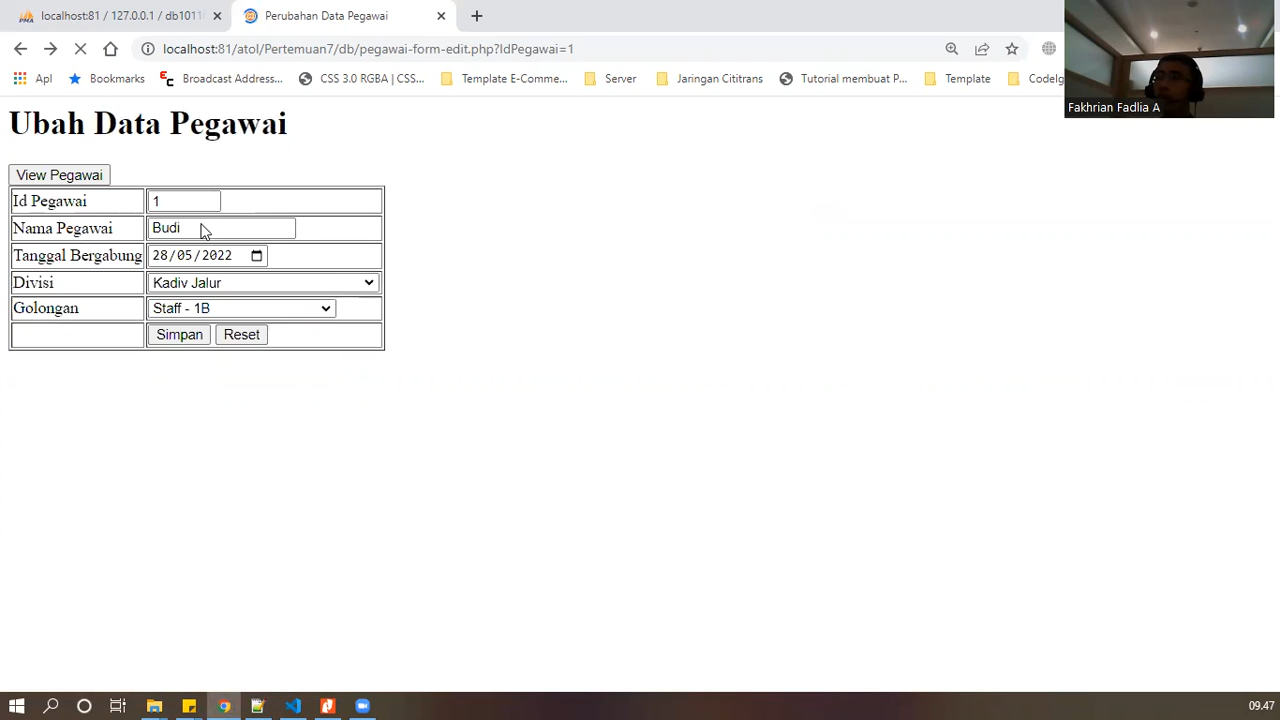 localhost:81 / 127.0.0.1 / db1011
Perubahan Data Pegawai
localhost:81/atol/Pertemuan7/db/pegawai-form-edit.php?IdPegawai=1
Apl
Bookmarks
Broadcast Address...
CSS 3.0 RGBA | CSS...
Template E-Comme...
Server
Jaringan Cititrans
Tutorial membuat P...
Template
CodeIg
Fakhrian Fadlia A
Ubah Data Pegawai
View Pegawai
Id Pegawai 1
Nama Pegawai Budi
Tanggal Bergabung 28/05/2022
Divisi Kadiv Jalur
Golongan Staff - 1B
Simpan Reset
09.47